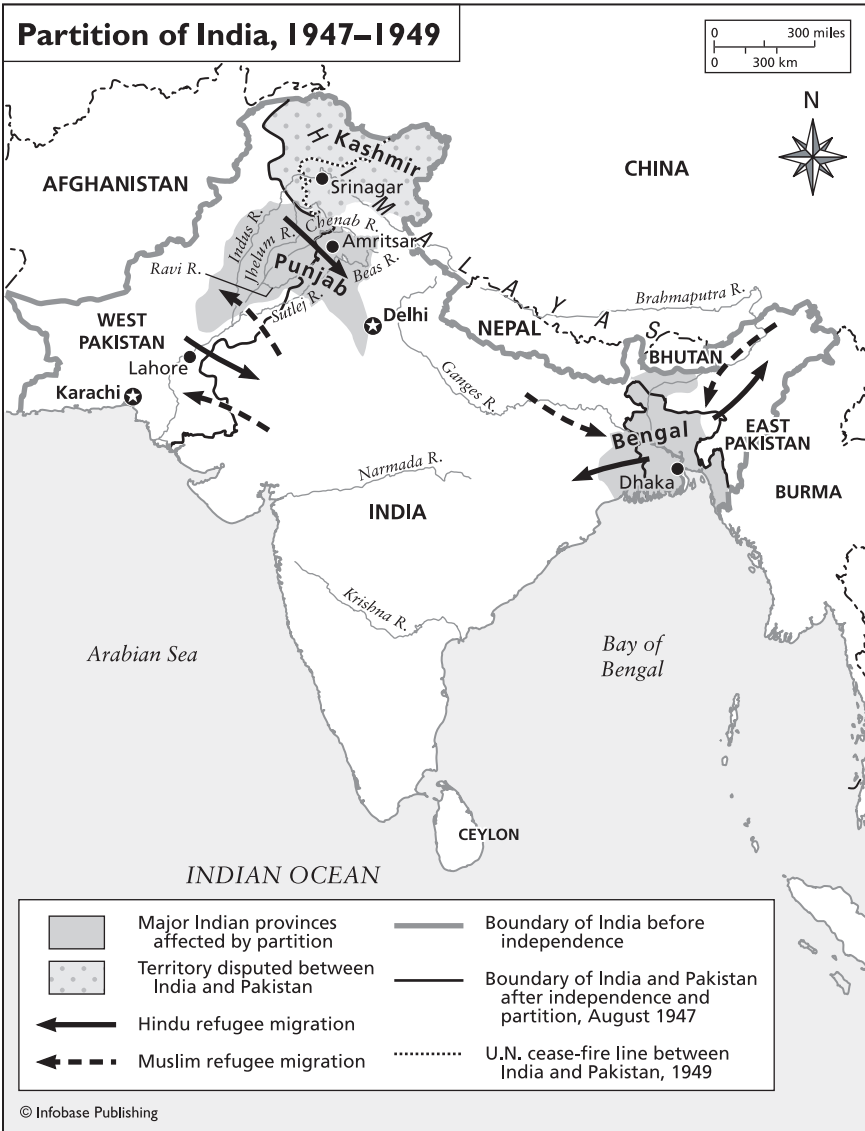 Partition of India, 1947–1949
0 300 miles
0 300 km
N
AFGHANISTAN
CHINA
HIMALAYAS
Kashmir
Srinagar
Indus R.
Jhelum R.
Chenab R.
Amritsar
Ravi R.
Punjab
Beas R.
Sutlej R.
Delhi
WEST
PAKISTAN
Lahore
Karachi
NEPAL
Brahmaputra R.
BHUTAN
Ganges R.
Bengal
EAST
PAKISTAN
Dhaka
BURMA
Narmada R.
INDIA
Krishna R.
Arabian Sea
Bay of
Bengal
CEYLON
INDIAN OCEAN
Major Indian provinces
affected by partition
Territory disputed between
India and Pakistan
Hindu refugee migration
Muslim refugee migration
Boundary of India before
independence
Boundary of India and Pakistan
after independence and
partition, August 1947
U.N. cease-fire line between
India and Pakistan, 1949
© Infobase Publishing